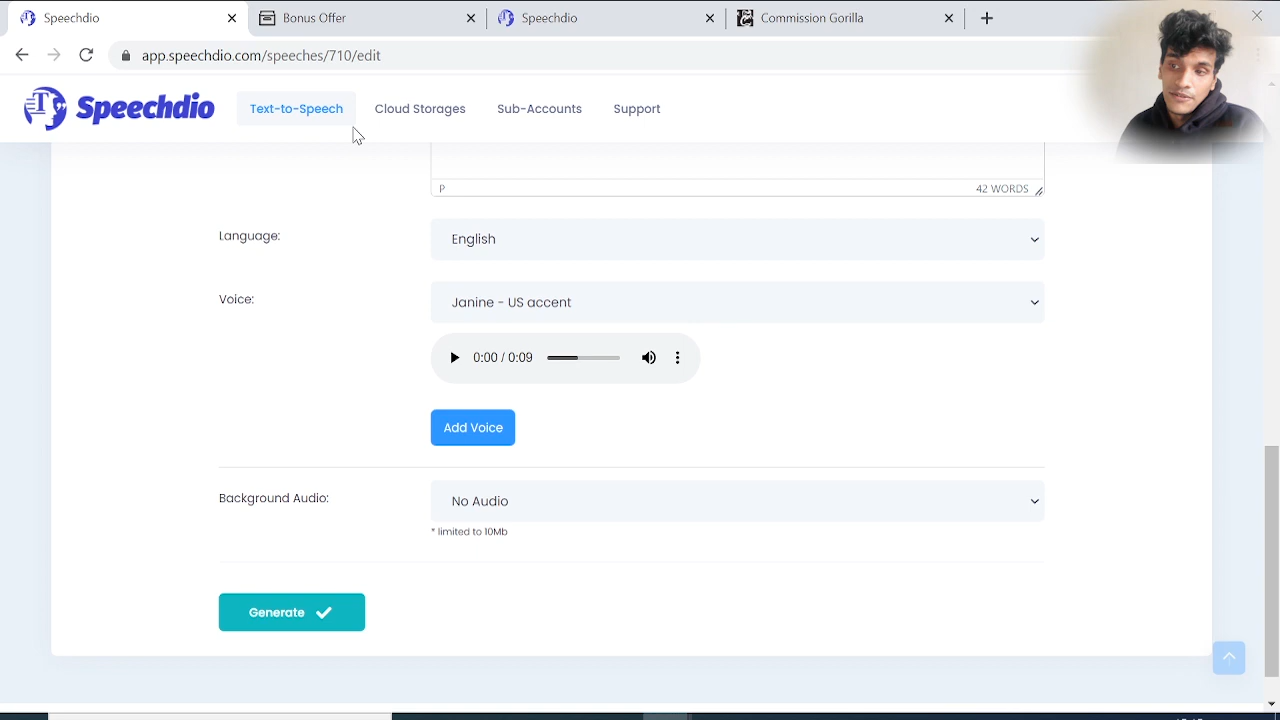 Speechdio
Bonus Offer
Speechdio
Commission Gorilla
app.speechdio.com/speeches/710/edit
Speechdio
Text-to-Speech
Cloud Storages
Sub-Accounts
Support
P
42 WORDS
Language:
English
Voice:
Janine - US accent
0:00 / 0:09
Add Voice
Background Audio:
No Audio
* limited to 10Mb
Generate